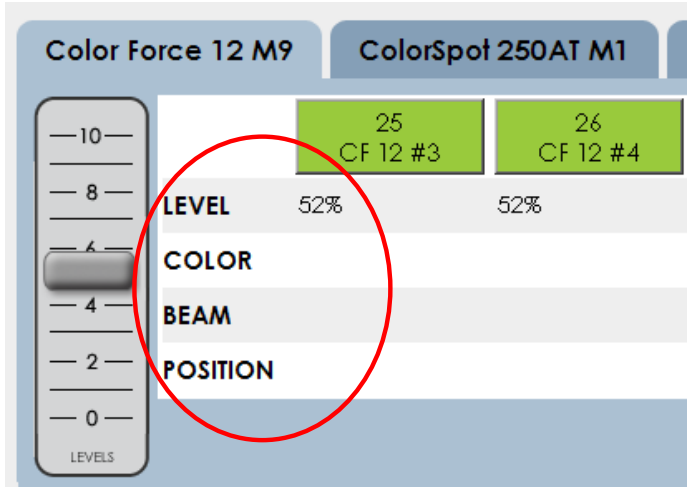 Color Force 12 M9
ColorSpot 250AT M1
10
8
6
4
2
0
LEVELS
25
CF 12 #3
26
CF 12 #4
LEVEL 52% 52%
COLOR
BEAM
POSITION